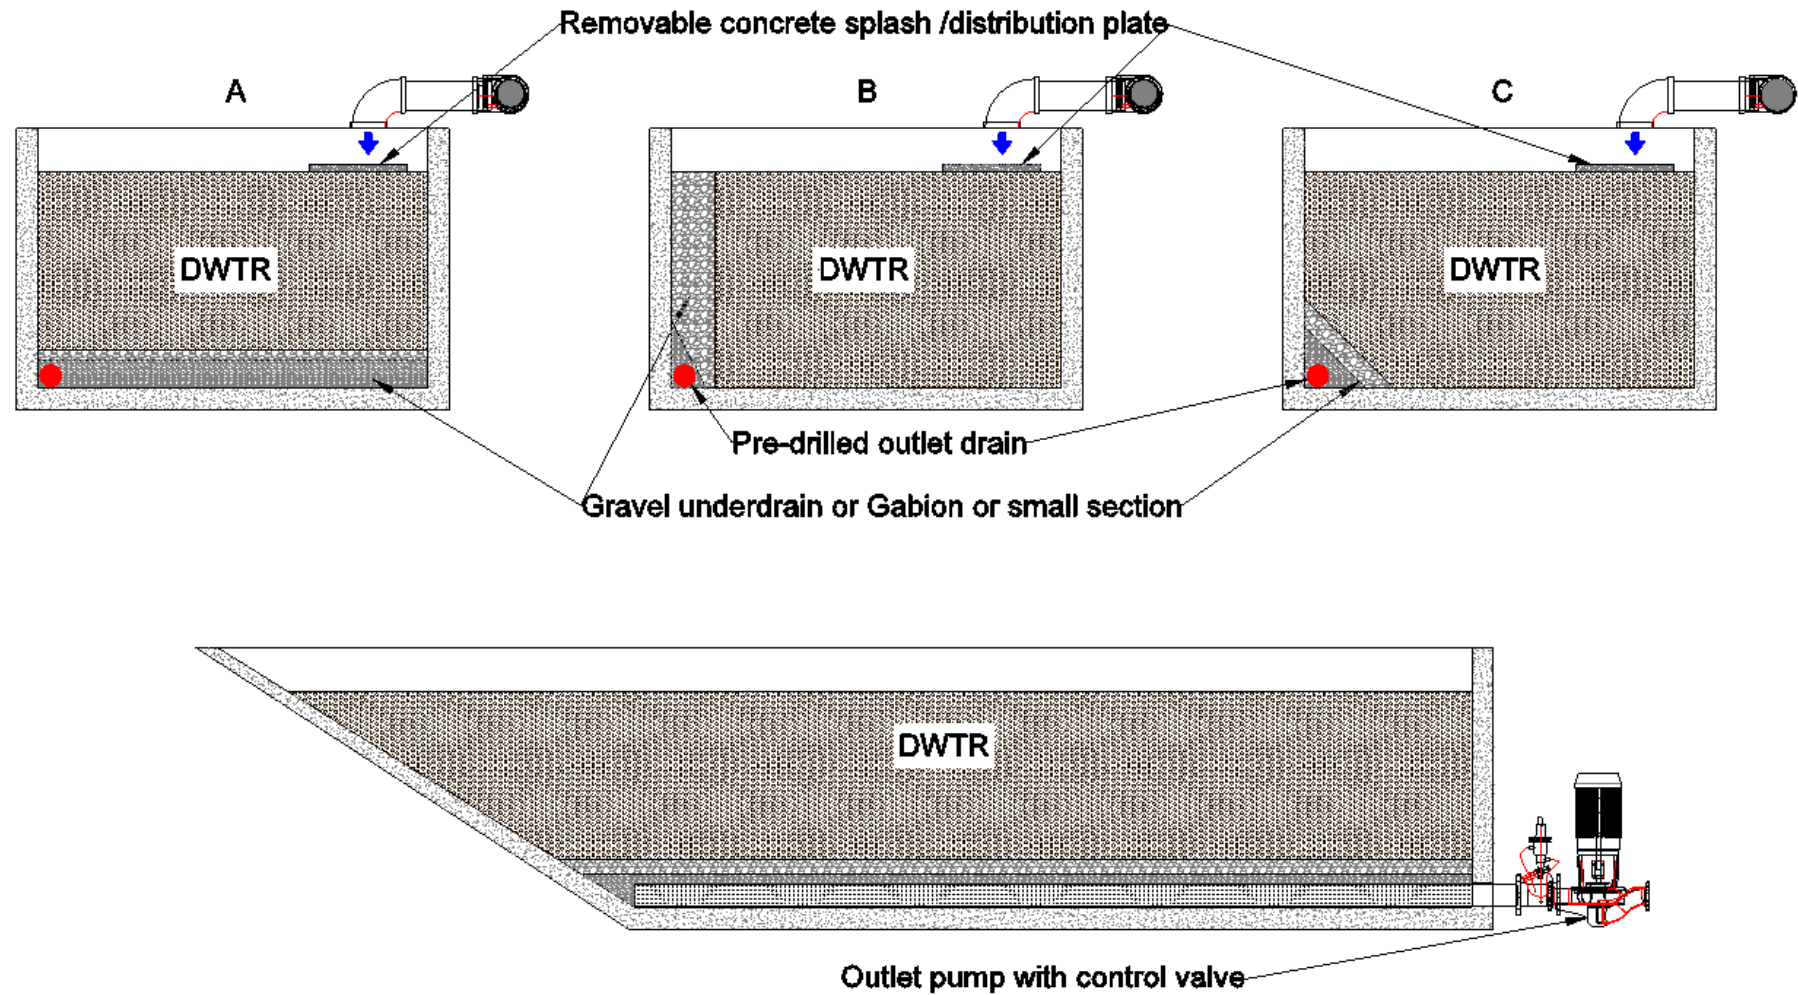 Removable concrete splash /distribution plate
A
B
C
DWTR
DWTR
DWTR
Pre-drilled outlet drain
Gravel underdrain or Gabion or small section
DWTR
Outlet pump with control valve